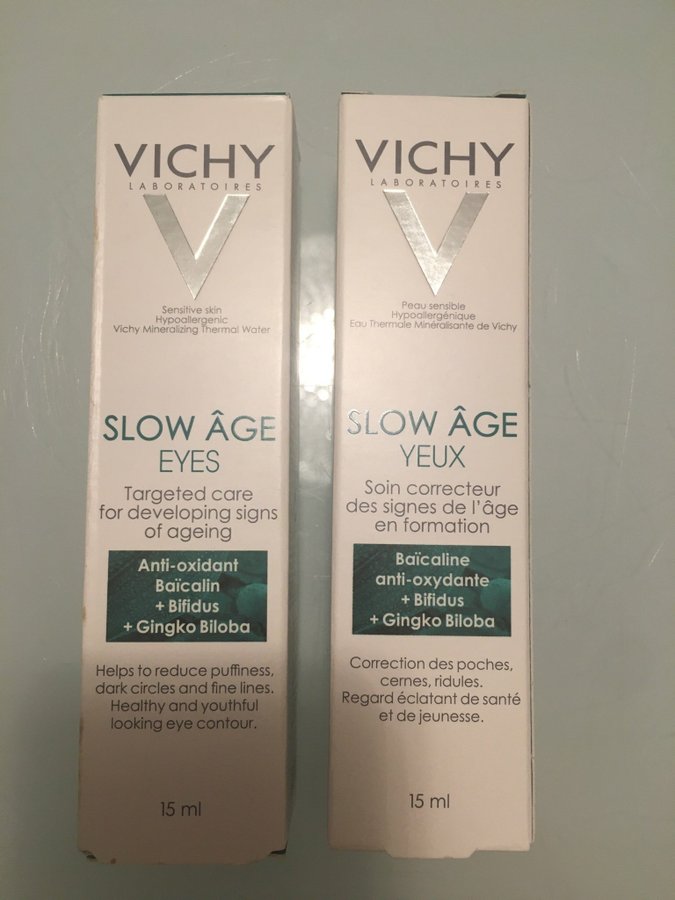 VICHY
LABORATOIRES
Sensitive skin
Hypoallergenic
Vichy Mineralizing Thermal Water
SLOW ÂGE
EYES
Targeted care
for developing signs
of ageing
Anti-oxidant
Baïcalin
+ Bifidus
+ Gingko Biloba
Helps to reduce puffiness,
dark circles and fine lines.
Healthy and youthful
looking eye contour.
15 ml
VICHY
LABORATOIRES
Peau sensible
Hypoallergénique
Eau Thermale Minéralisante de Vichy
SLOW ÂGE
YEUX
Soin correcteur
des signes de l'âge
en formation
Baïcaline
anti-oxydante
+ Bifidus
+ Gingko Biloba
Correction des poches,
cernes, ridules.
Regard éclatant de santé
et de jeunesse.
15 ml